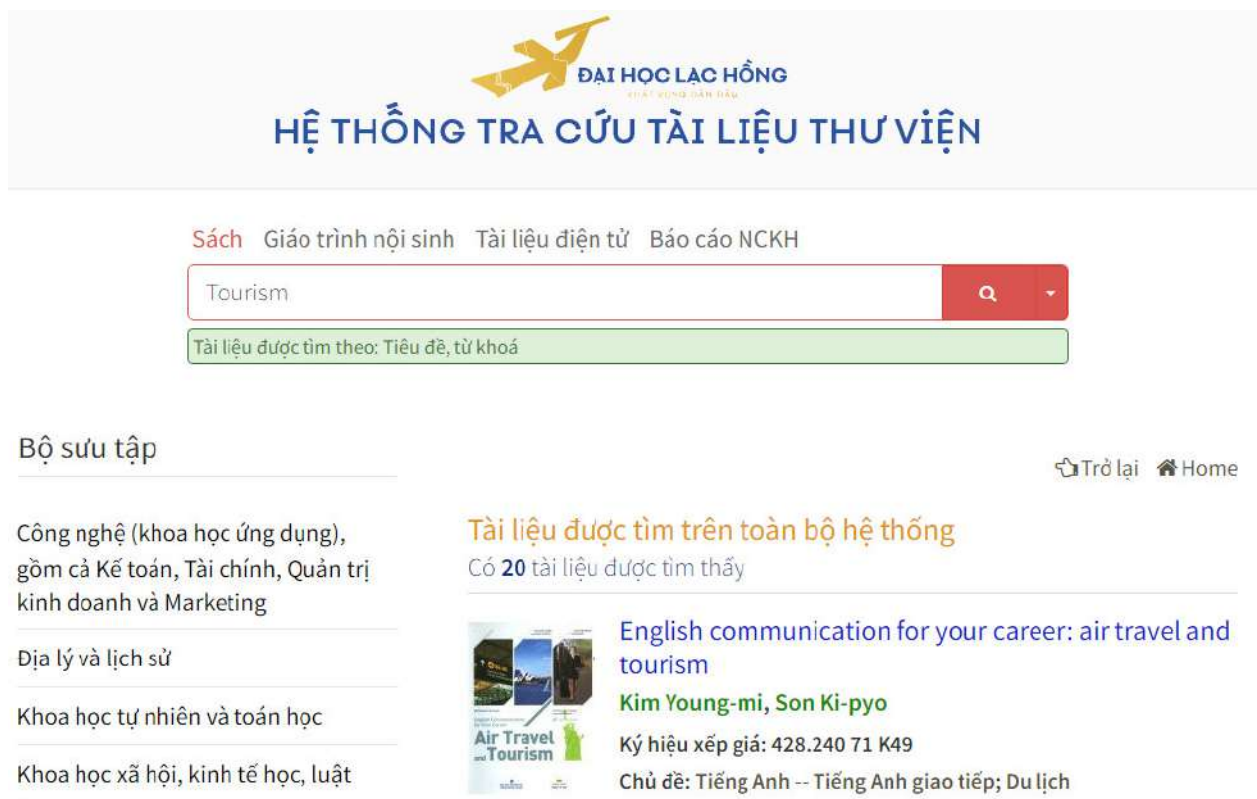 ĐẠI HỌC LẠC HỒNG
HỆ THỐNG TRA CỨU TÀI LIỆU THƯ VIỆN
Sách Giáo trình nội sinh Tài liệu điện tử Báo cáo NCKH
Tourism
Tài liệu được tìm theo: Tiêu đề, từ khoá
Bộ sưu tập
Trở lại Home
Công nghệ (khoa học ứng dụng),
gồm cả Kế toán, Tài chính, Quản trị
kinh doanh và Marketing
Địa lý và lịch sử
Khoa học tự nhiên và toán học
Khoa học xã hội, kinh tế học, luật
Tài liệu được tìm trên toàn bộ hệ thống
Có 20 tài liệu được tìm thấy
Air Travel
and Tourism
English communication for your career: air travel and
tourism
Kim Young-mi, Son Ki-pyo
Ký hiệu xếp giá: 428.240 71 K49
Chủ đề: Tiếng Anh -- Tiếng Anh giao tiếp; Du lịch